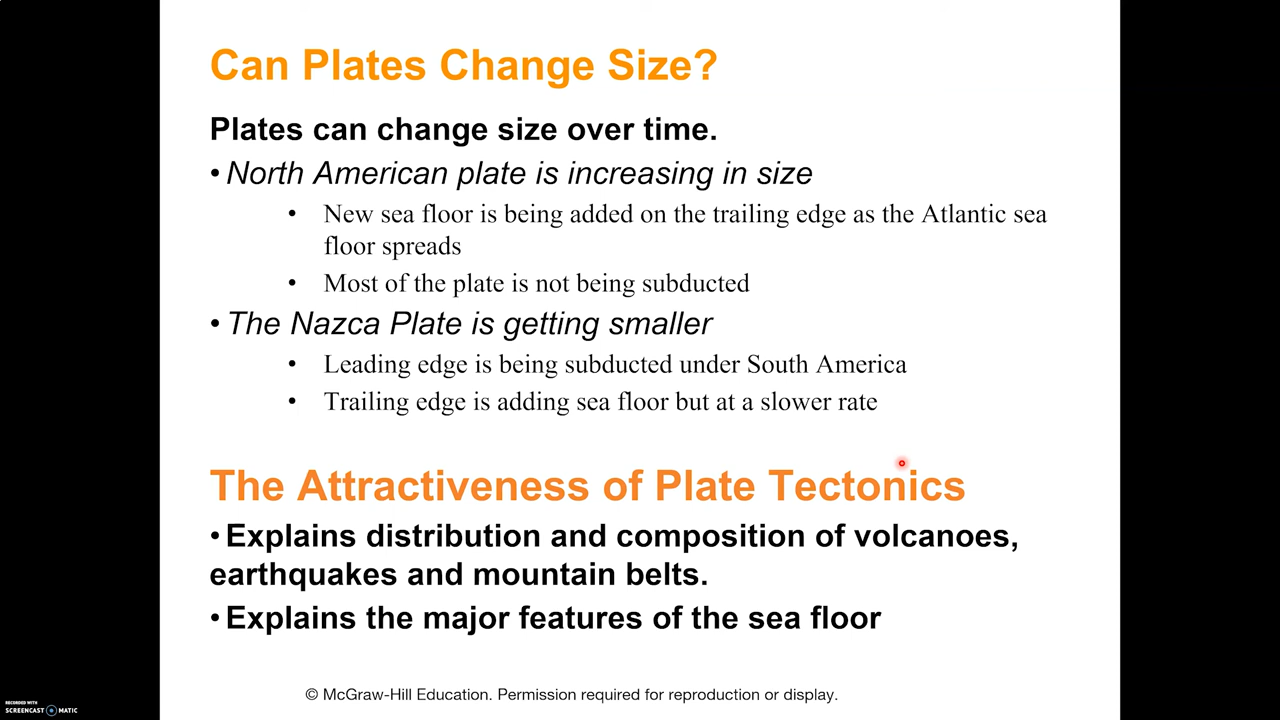 Can Plates Change Size?
Plates can change size over time.
• North American plate is increasing in size
• New sea floor is being added on the trailing edge as the Atlantic sea
floor spreads
• Most of the plate is not being subducted
• The Nazca Plate is getting smaller
• Leading edge is being subducted under South America
• Trailing edge is adding sea floor but at a slower rate
The Attractiveness of Plate Tectonics
• Explains distribution and composition of volcanoes,
earthquakes and mountain belts.
• Explains the major features of the sea floor
© McGraw-Hill Education. Permission required for reproduction or display.
RECORDED WITH
SCREENCAST MATIC